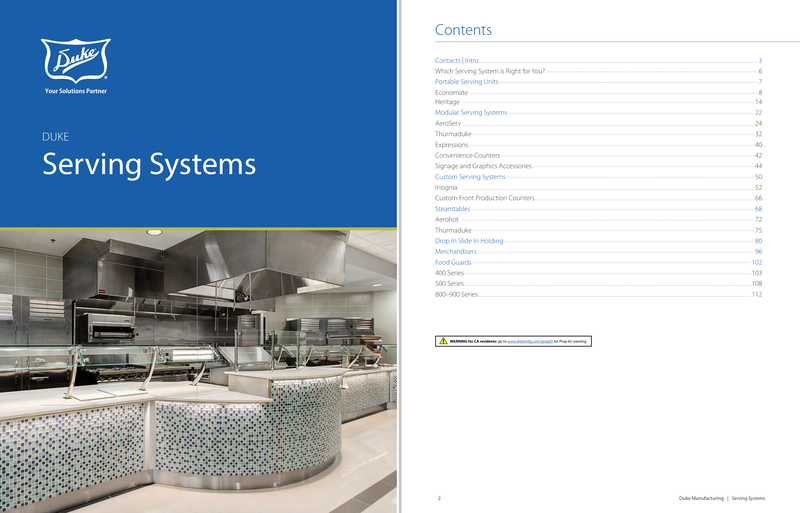 Duke
®
Your Solutions Partner
DUKE
Serving Systems
Contents
Contacts | Intro 3
Which Serving System is Right for You? 6
Portable Serving Units 7
Economate 8
Heritage 14
Modular Serving Systems 22
AeroServ 24
Thurmaduke 32
Expressions 40
Convenience Counters 42
Signage and Graphics Accessories 44
Custom Serving Systems 50
Insignia 52
Custom Front Production Counters 66
Steamtables 68
Aerohot 72
Thurmaduke 75
Drop In Slide In Holding 80
Merchandisers 96
Food Guards 102
400 Series 103
500 Series 108
800–900 Series 112
WARNING for CA residents: go to www.dukemfg.com/prop65 for Prop 65 warning
2
Duke Manufacturing | Serving Systems